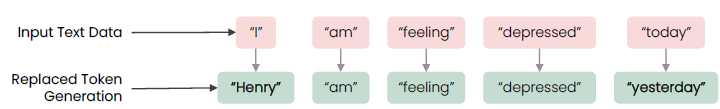 Input Text Data “I” “am” “feeling” “depressed” “today”
Replaced Token
Generation “Henry” “am” “feeling” “depressed” “yesterday”